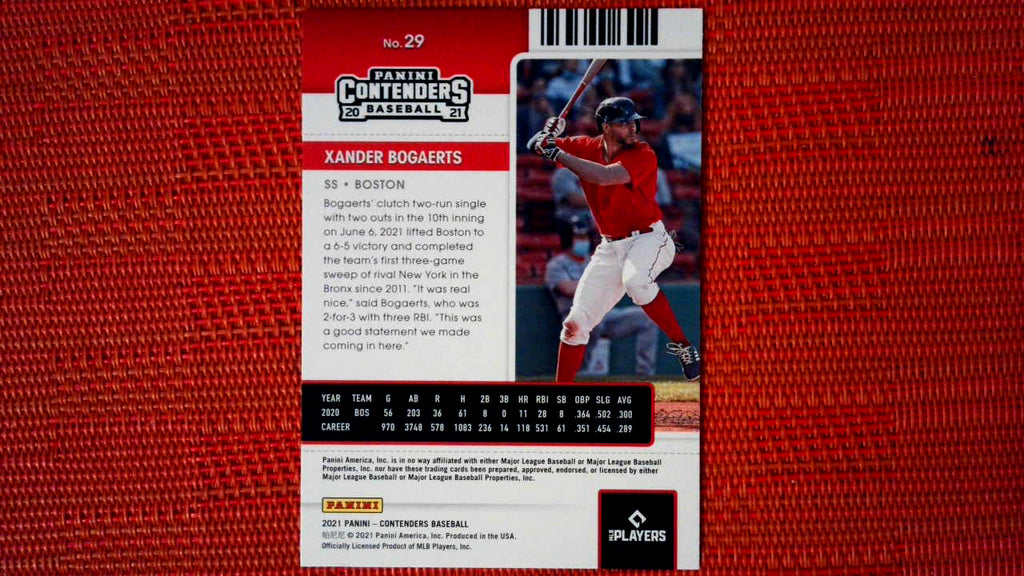 No.29
PANINI
CONTENDERS
20 BASEBALL 21
XANDER BOGAERTS
SS • BOSTON
Bogaerts' clutch two-run single
with two outs in the 10th inning
on June 6, 2021 lifted Boston to
a 6-5 victory and completed
the team's first three-game
sweep of rival New York in the
Bronx since 2011. "It was real
nice," said Bogaerts, who was
2-for-3 with three RBI. "This was
a good statement we made
coming in here."
YEAR TEAM G AB R H 2B 3B HR RBI SB OBP SLG AVG
2020 BOS 56 203 36 61 8 0 11 28 8 .364 .502 .300
CAREER 970 3748 578 1083 236 14 118 531 61 .351 .454 .289
Panini America, Inc. is in no way affiliated with either Major League Baseball or Major League Baseball
Properties, Inc. nor have these trading cards been prepared, approved, endorsed, or licensed by either
Major League Baseball or Major League Baseball Properties, Inc.
PANINI
2021 PANINI – CONTENDERS BASEBALL
帕尼尼 © 2021 Panini America, Inc. Produced in the USA.
Officially Licensed Product of MLB Players, Inc.
MLB PLAYERS